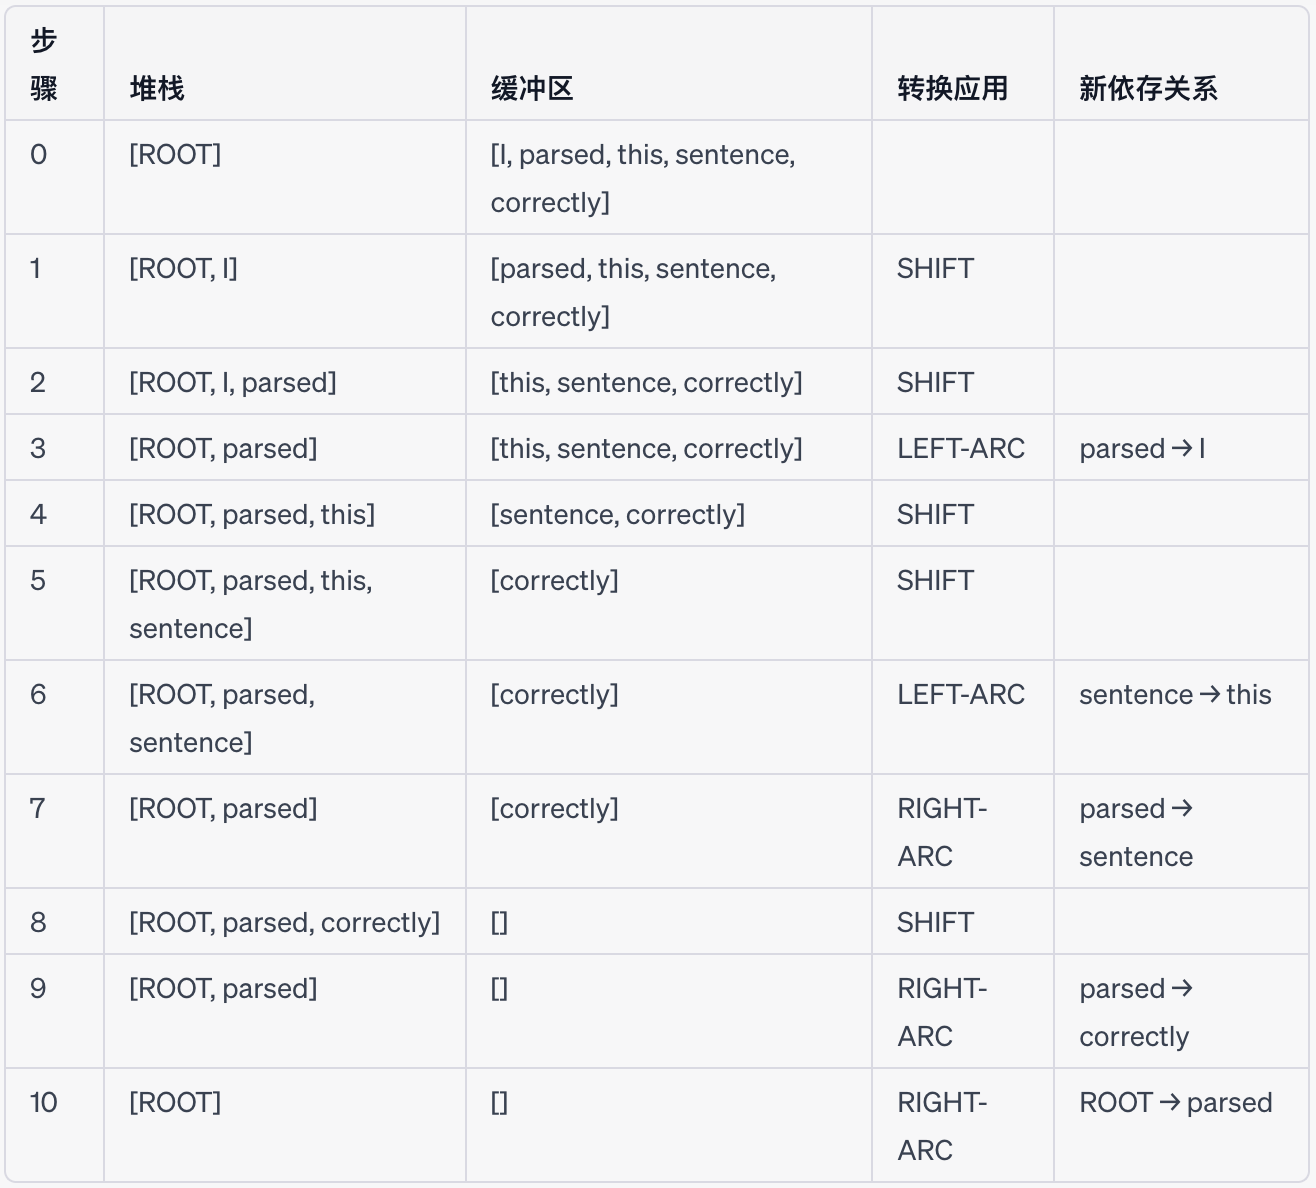 步骤 堆栈 缓冲区 转换应用 新依存关系
0 [ROOT] [I, parsed, this, sentence, correctly]
1 [ROOT, I] [parsed, this, sentence, correctly] SHIFT
2 [ROOT, I, parsed] [this, sentence, correctly] SHIFT
3 [ROOT, parsed] [this, sentence, correctly] LEFT-ARC parsed → I
4 [ROOT, parsed, this] [sentence, correctly] SHIFT
5 [ROOT, parsed, this, sentence] [correctly] SHIFT
6 [ROOT, parsed, sentence] [correctly] LEFT-ARC sentence → this
7 [ROOT, parsed] [correctly] RIGHT-ARC parsed → sentence
8 [ROOT, parsed, correctly] [] SHIFT
9 [ROOT, parsed] [] RIGHT-ARC parsed → correctly
10 [ROOT] [] RIGHT-ARC ROOT → parsed